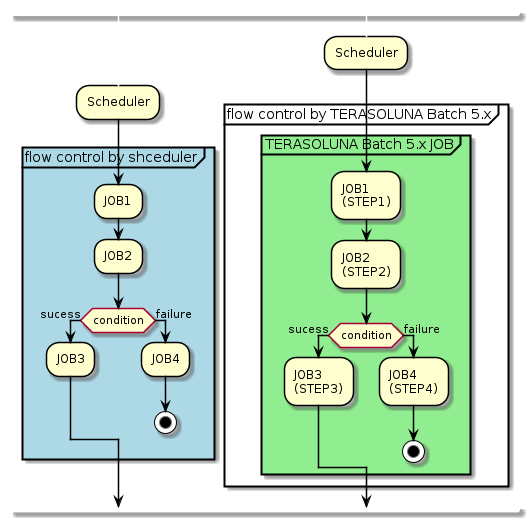 Scheduler
flow control by shceduler
JOB1
JOB2
sucess
condition
failure
JOB3
JOB4
Scheduler
flow control by TERASOLUNA Batch 5.x
TERASOLUNA Batch 5.x JOB
JOB1
(STEP1)
JOB2
(STEP2)
sucess
condition
failure
JOB3
(STEP3)
JOB4
(STEP4)